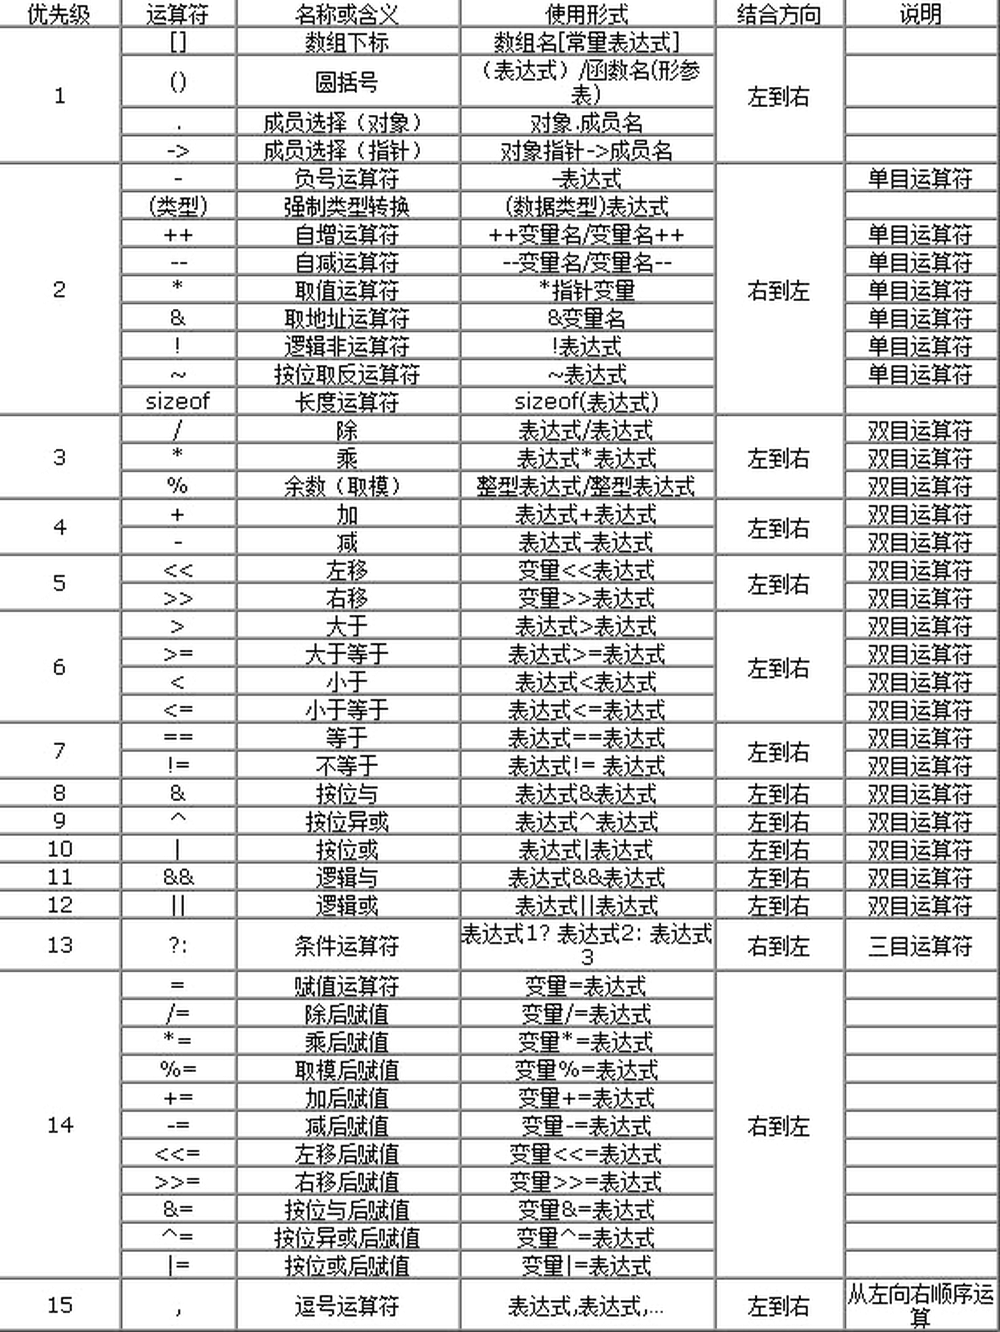 优先级 运算符 名称或含义 使用形式 结合方向 说明
1 [] 数组下标 数组名[常量表达式] 左到右
() 圆括号 （表达式）/函数名(形参
表)
. 成员选择（对象） 对象.成员名
-> 成员选择（指针） 对象指针->成员名
2 - 负号运算符 -表达式 右到左 单目运算符
(类型) 强制类型转换 (数据类型)表达式
++ 自增运算符 ++变量名/变量名++ 单目运算符
-- 自减运算符 --变量名/变量名-- 单目运算符
* 取值运算符 *指针变量 单目运算符
& 取地址运算符 &变量名 单目运算符
! 逻辑非运算符 !表达式 单目运算符
~ 按位取反运算符 ~表达式 单目运算符
sizeof 长度运算符 sizeof(表达式)
3 / 除 表达式/表达式 左到右 双目运算符
* 乘 表达式*表达式 双目运算符
% 余数（取模） 整型表达式/整型表达式 双目运算符
4 + 加 表达式+表达式 左到右 双目运算符
- 减 表达式-表达式 双目运算符
5 << 左移 变量<<表达式 左到右 双目运算符
>> 右移 变量>>表达式 双目运算符
6 > 大于 表达式>表达式 左到右 双目运算符
>= 大于等于 表达式>=表达式 双目运算符
< 小于 表达式<表达式 双目运算符
<= 小于等于 表达式<=表达式 双目运算符
7 == 等于 表达式==表达式 左到右 双目运算符
!= 不等于 表达式!= 表达式 双目运算符
8 & 按位与 表达式&表达式 左到右 双目运算符
9 ^ 按位异或 表达式^表达式 左到右 双目运算符
10 | 按位或 表达式|表达式 左到右 双目运算符
11 && 逻辑与 表达式&&表达式 左到右 双目运算符
12 || 逻辑或 表达式||表达式 左到右 双目运算符
13 ?: 条件运算符 表达式1? 表达式2: 表达式
3 右到左 三目运算符
14 = 赋值运算符 变量=表达式 右到左
/= 除后赋值 变量/=表达式
*= 乘后赋值 变量*=表达式
%= 取模后赋值 变量%=表达式
+= 加后赋值 变量+=表达式
-= 减后赋值 变量-=表达式
<<= 左移后赋值 变量<<=表达式
>>= 右移后赋值 变量>>=表达式
&= 按位与后赋值 变量&=表达式
^= 按位异或后赋值 变量^=表达式
|= 按位或后赋值 变量|=表达式
15 , 逗号运算符 表达式,表达式,... 左到右 从左向右顺序运
算